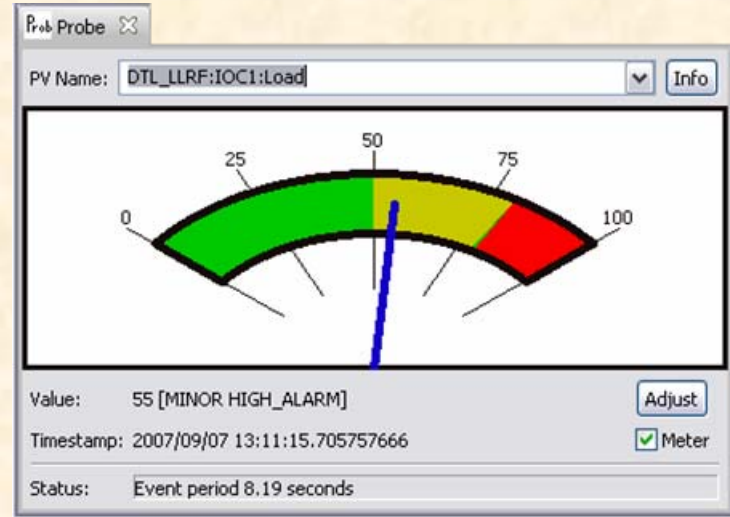 Prob Probe
PV Name: DTL_LLRF:IOC1:Load Info
50
25 75
0 100
Value: 55 [MINOR HIGH_ALARM] Adjust
Timestamp: 2007/09/07 13:11:15.705757666 Meter
Status: Event period 8.19 seconds